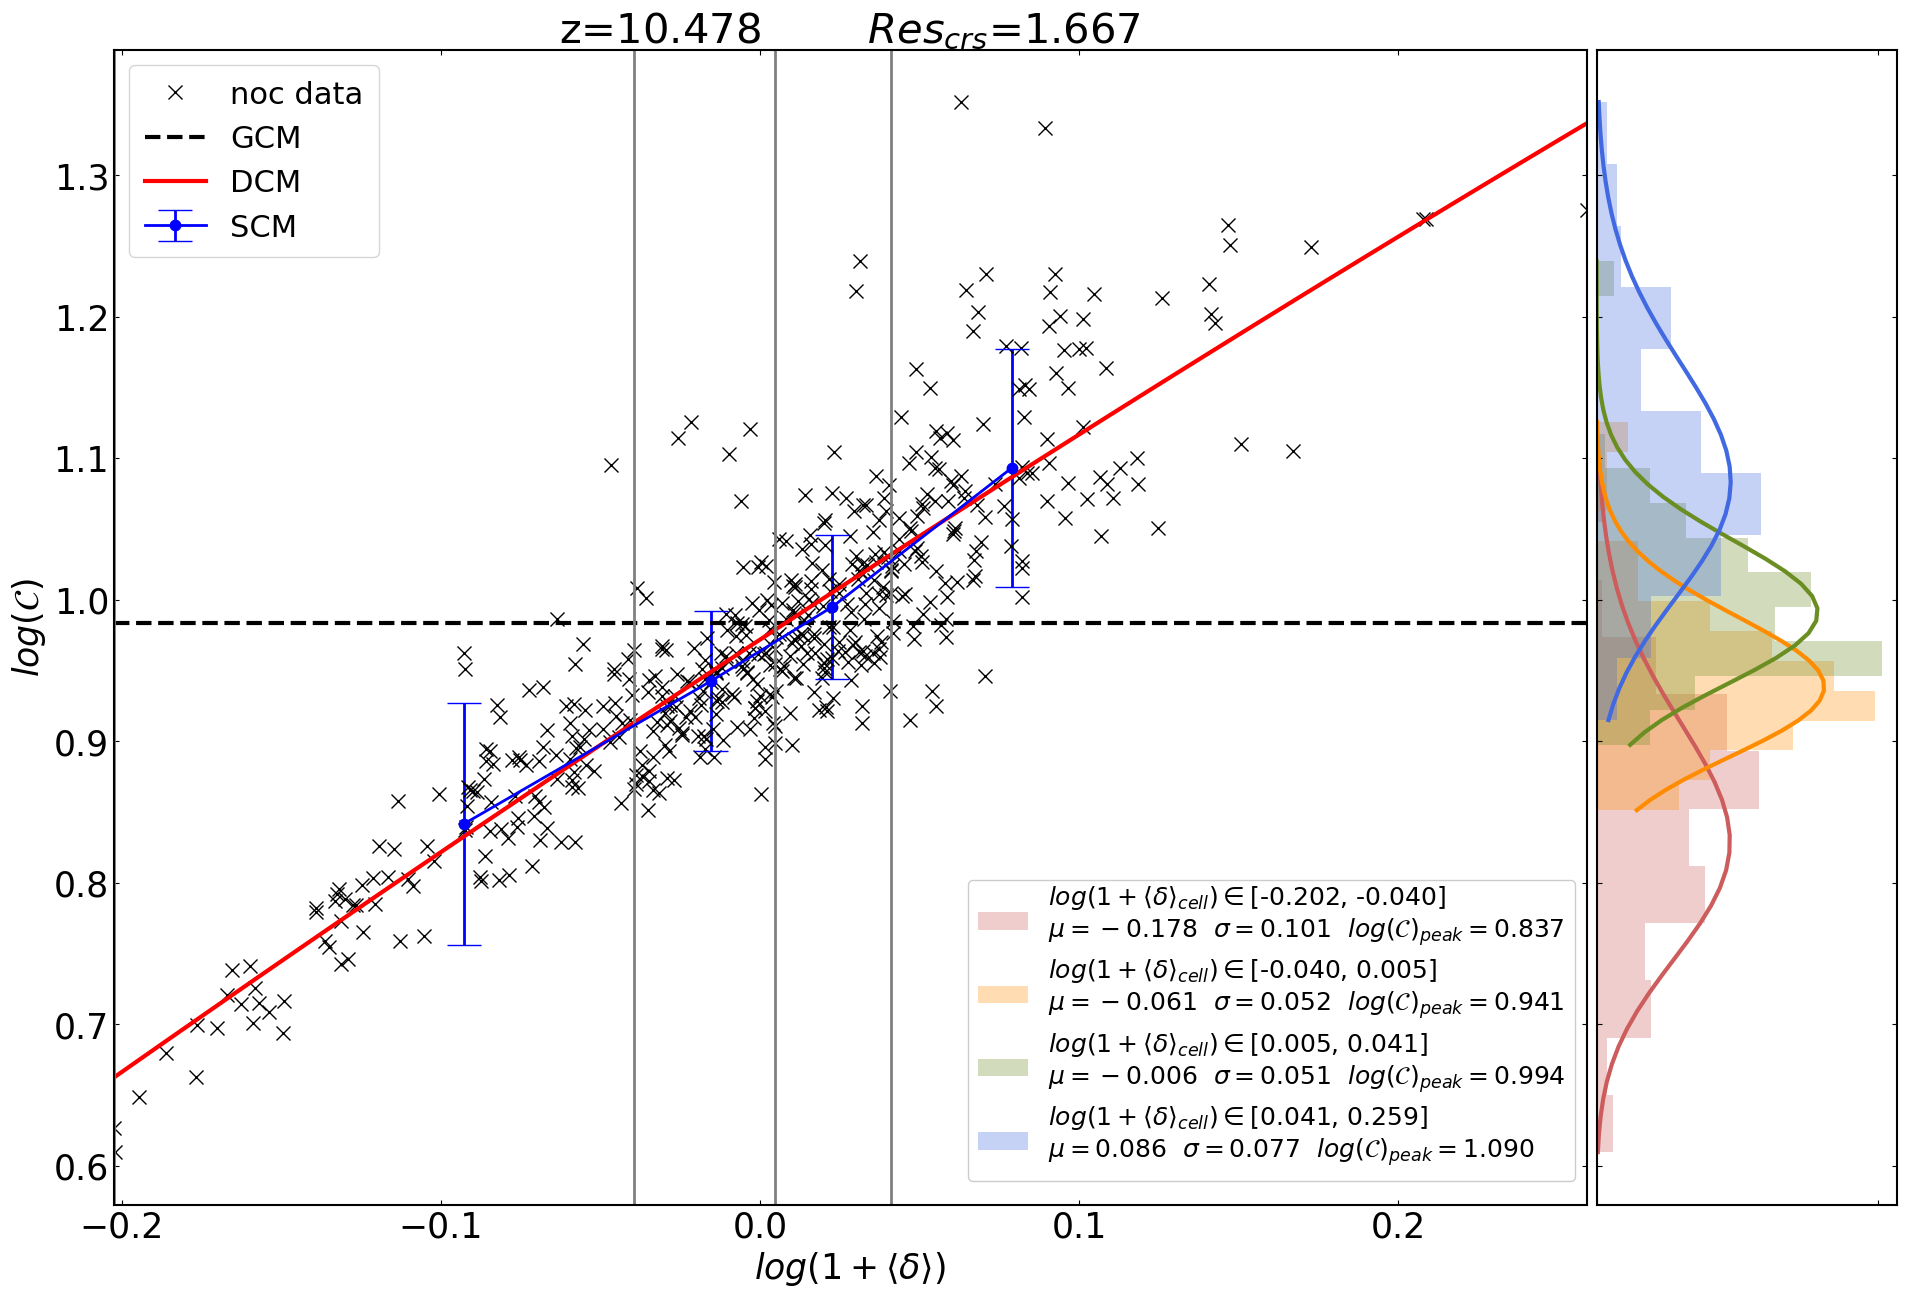 z=10.478 Res_crs=1.667
noc data
GCM
DCM
SCM
1.3
1.2
1.1
1.0
0.9
0.8
0.7
0.6
log(𝒞)
log(1 + ⟨δ⟩_cell) ∈ [-0.202, -0.040]
μ = −0.178 σ = 0.101 log(𝒞)_peak = 0.837
log(1 + ⟨δ⟩_cell) ∈ [-0.040, 0.005]
μ = −0.061 σ = 0.052 log(𝒞)_peak = 0.941
log(1 + ⟨δ⟩_cell) ∈ [0.005, 0.041]
μ = −0.006 σ = 0.051 log(𝒞)_peak = 0.994
log(1 + ⟨δ⟩_cell) ∈ [0.041, 0.259]
μ = 0.086 σ = 0.077 log(𝒞)_peak = 1.090
−0.2 −0.1 0.0 0.1 0.2
log(1 + ⟨δ⟩)